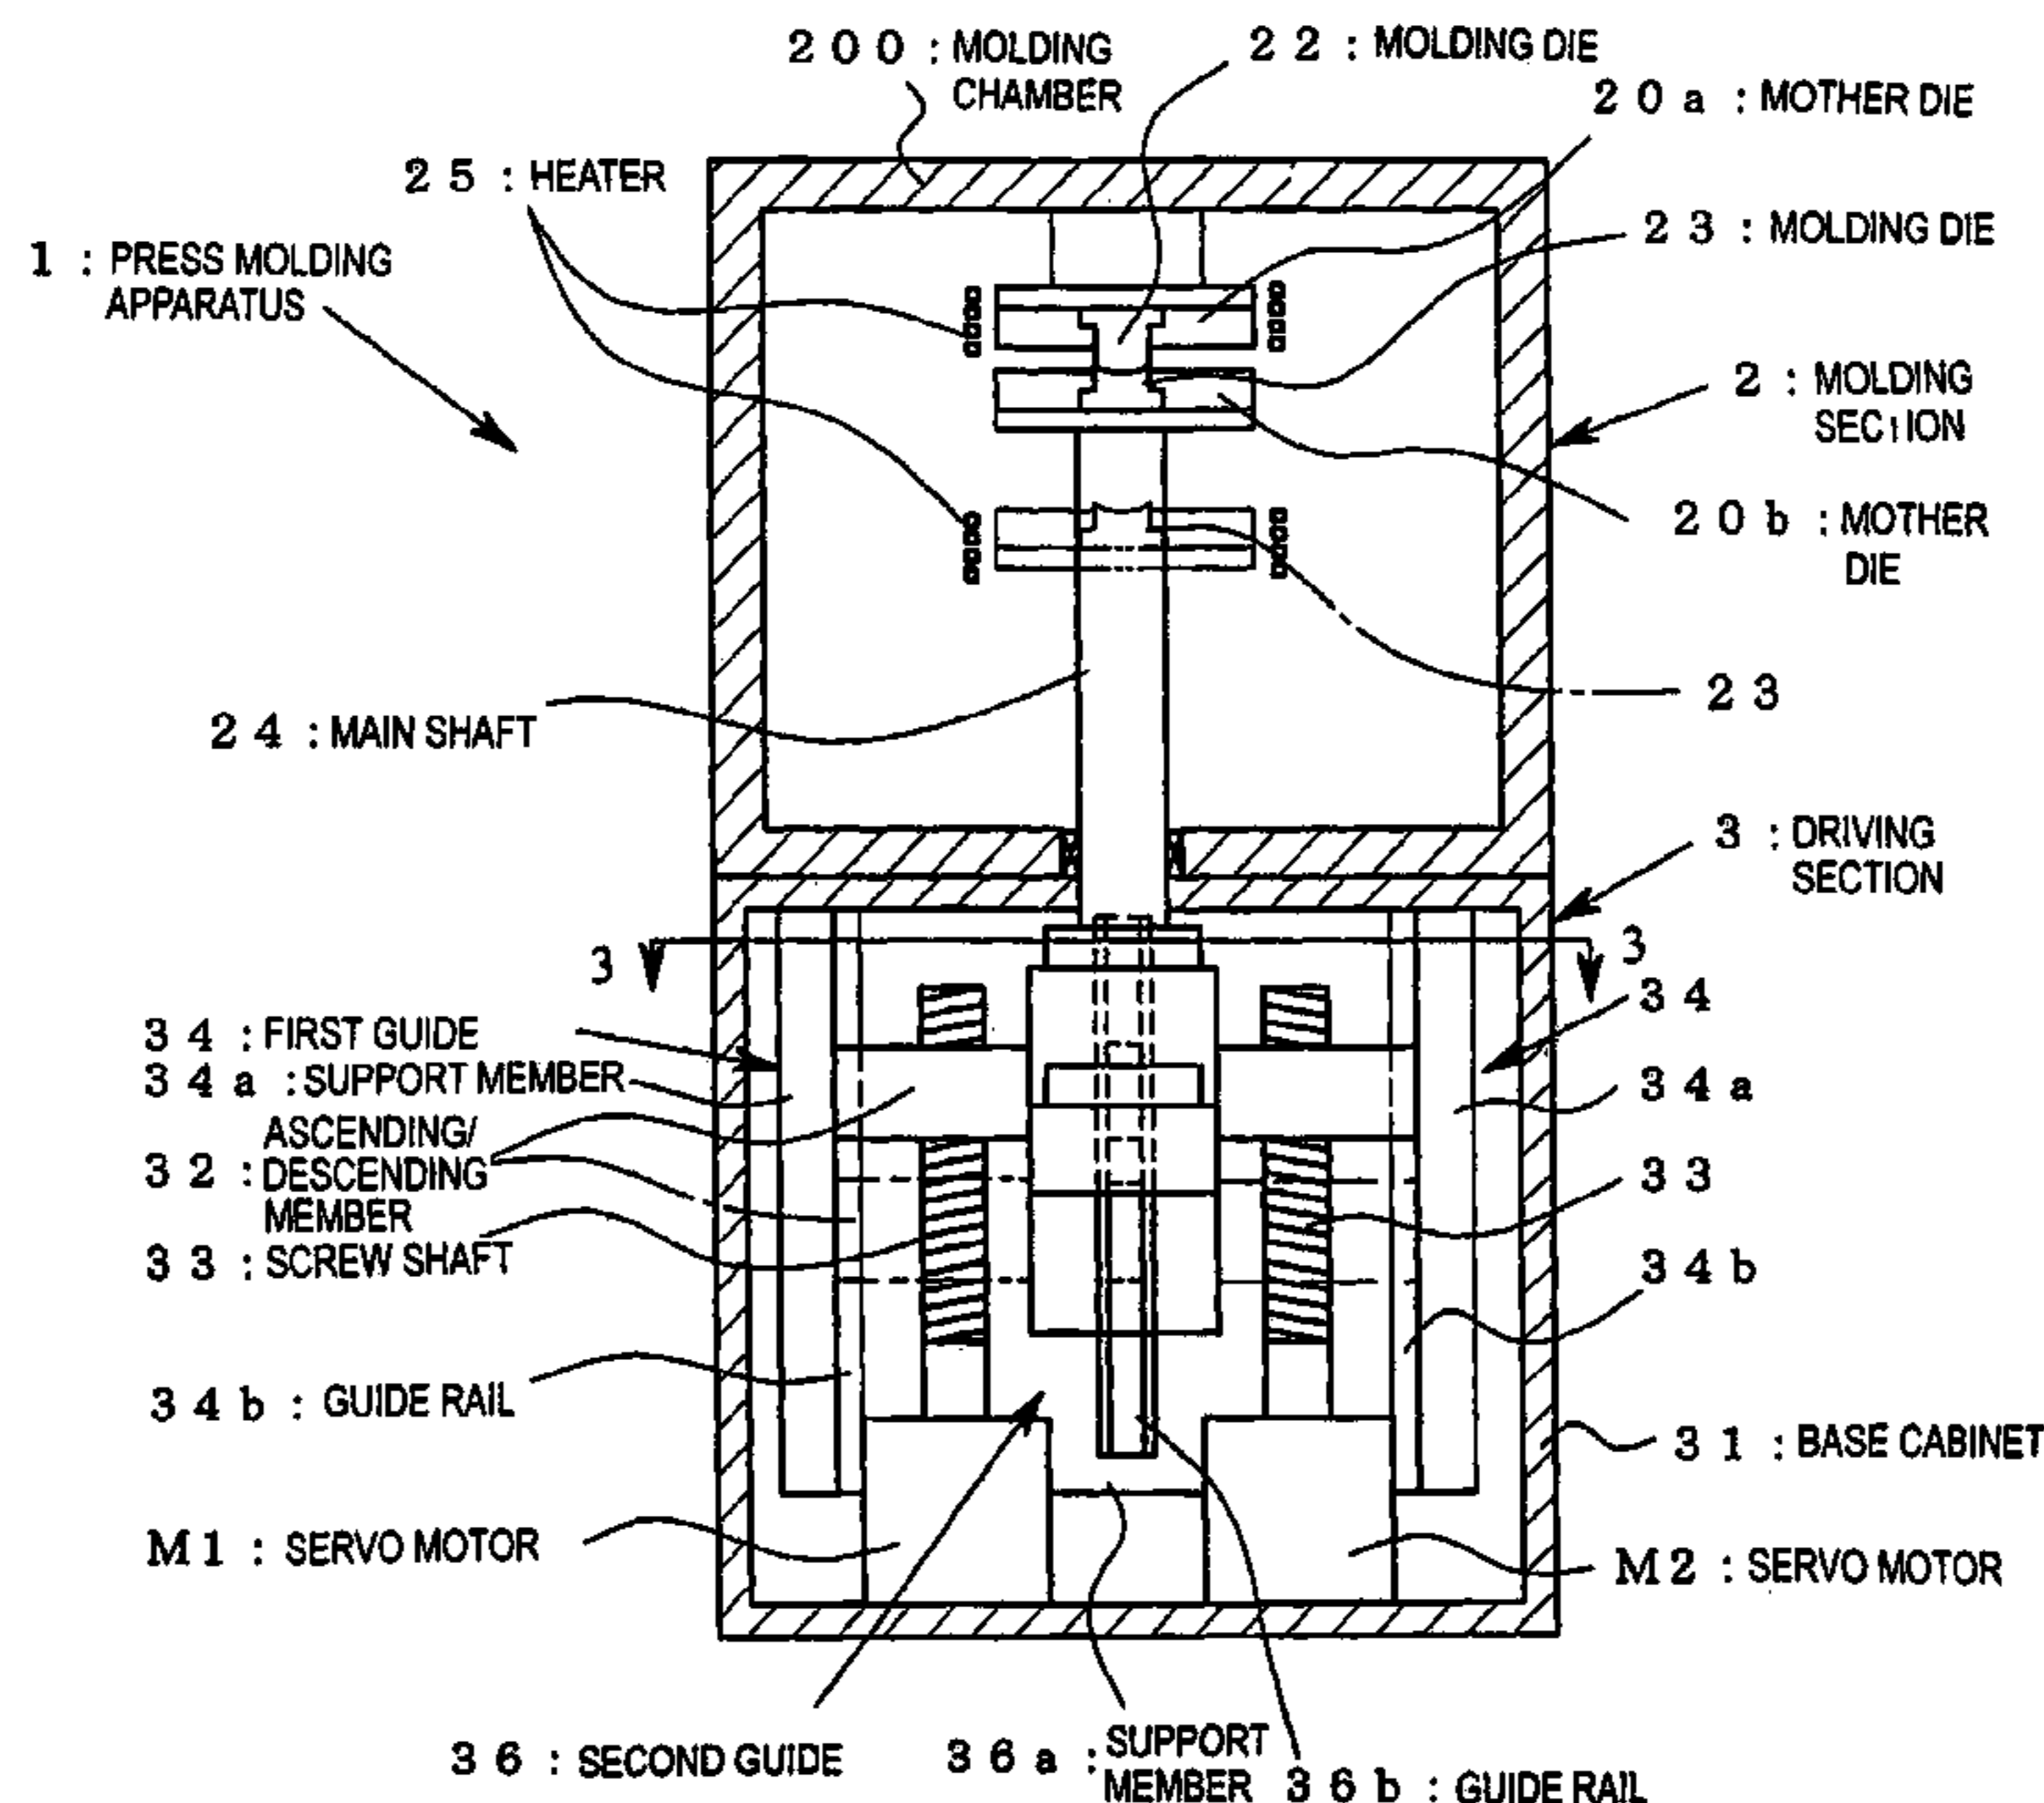 200 : MOLDING
CHAMBER
22 : MOLDING DIE
20a : MOTHER DIE
25 : HEATER
23 : MOLDING DIE
1 : PRESS MOLDING
APPARATUS
2 : MOLDING
SECTION
20b : MOTHER
DIE
23
24 : MAIN SHAFT
3 : DRIVING
SECTION
3
3
34
34 : FIRST GUIDE
34a : SUPPORT MEMBER
34a
ASCENDING/
32 : DESCENDING
MEMBER
33
33 : SCREW SHAFT
34b
34b : GUIDE RAIL
31 : BASE CABINET
M1 : SERVO MOTOR
M2 : SERVO MOTOR
36 : SECOND GUIDE
36a : SUPPORT
MEMBER
36b : GUIDE RAIL